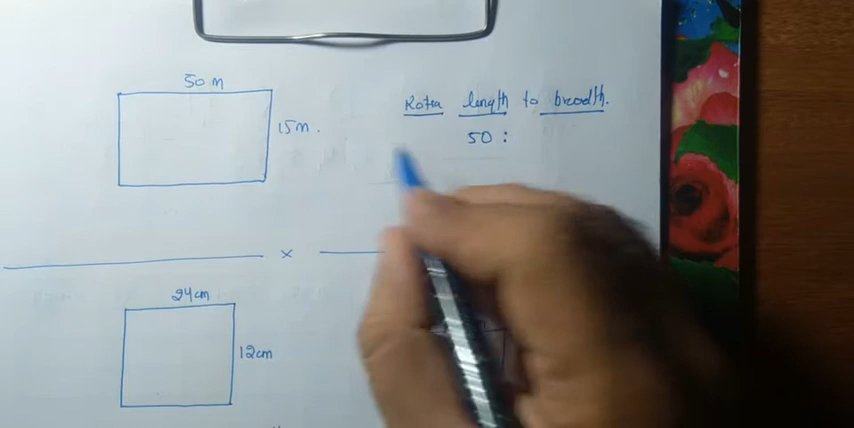 50 m
15m.
Ratio length to breadth.
50 :
×
24cm
12cm